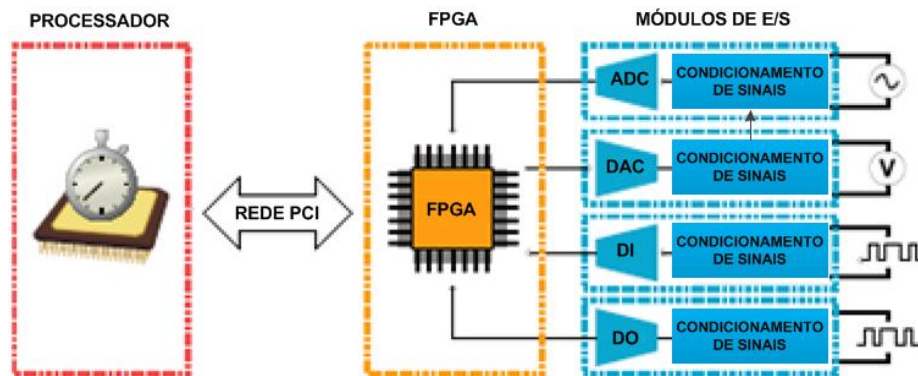 PROCESSADOR
FPGA
MÓDULOS DE E/S
REDE PCI
FPGA
ADC
CONDICIONAMENTO
DE SINAIS
DAC
CONDICIONAMENTO
DE SINAIS
V
DI
CONDICIONAMENTO
DE SINAIS
DO
CONDICIONAMENTO
DE SINAIS